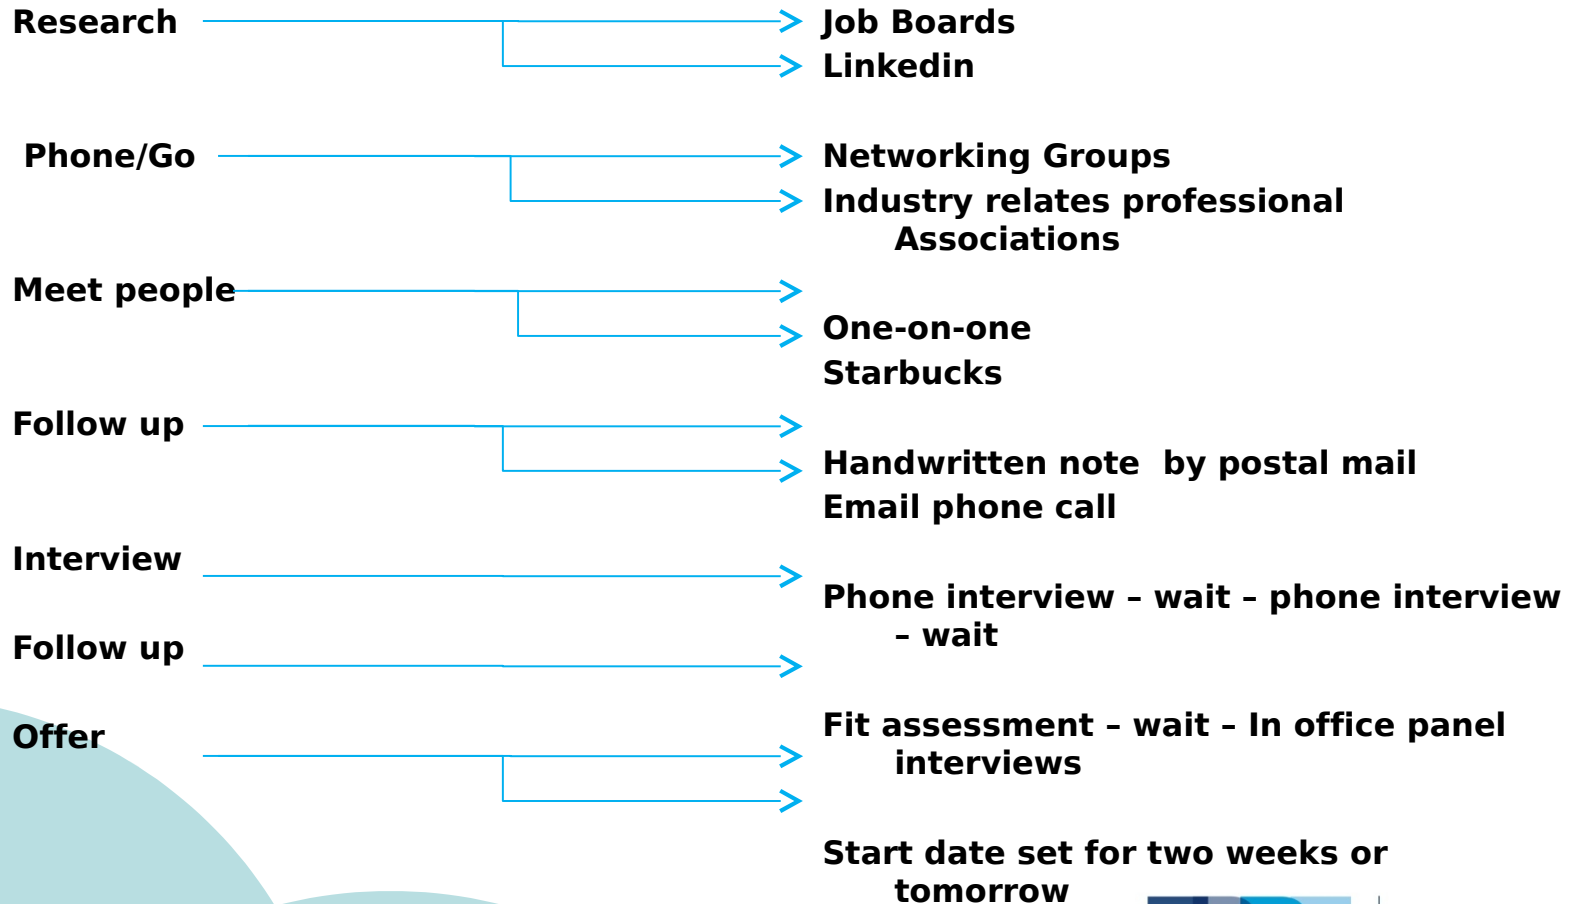 Research
Job Boards
Linkedin
Phone/Go
Networking Groups
Industry relates professional
Associations
Meet people
One-on-one
Starbucks
Follow up
Handwritten note  by postal mail
Email phone call
Interview
Phone interview – wait – phone interview
– wait
Follow up
Fit assessment – wait – In office panel
interviews
Offer
Start date set for two weeks or
tomorrow